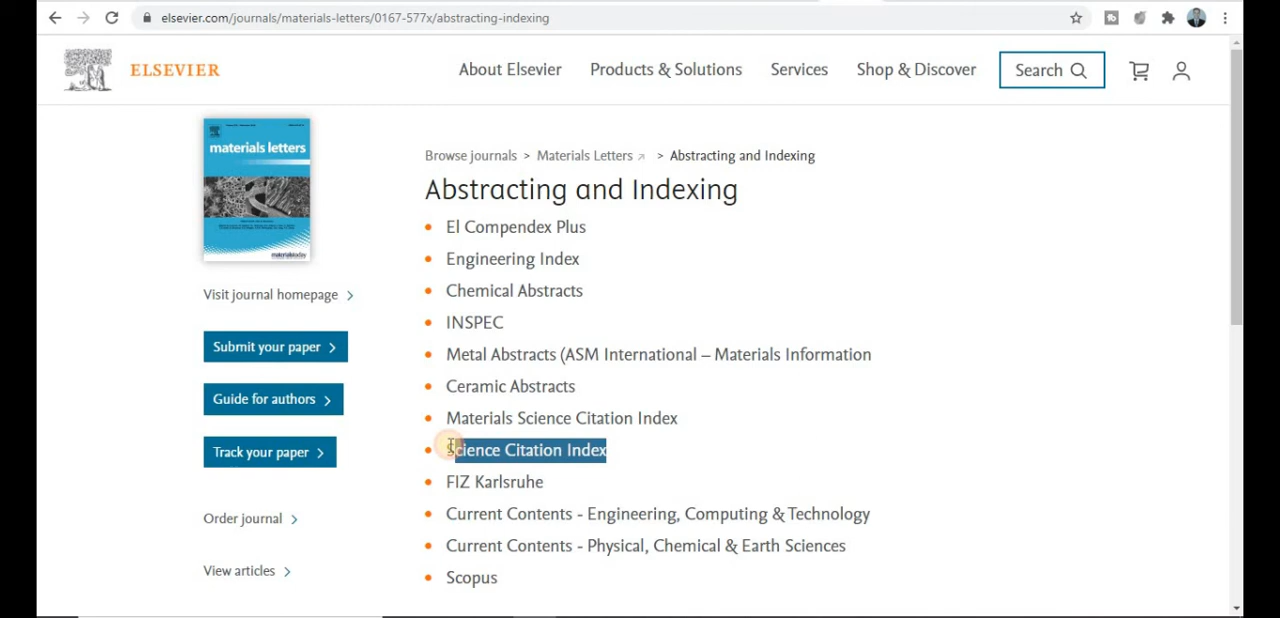 elsevier.com/journals/materials-letters/0167-577x/abstracting-indexing
ELSEVIER
About Elsevier
Products & Solutions
Services
Shop & Discover
Search
materials letters
materialstoday
Browse journals > Materials Letters > Abstracting and Indexing
Abstracting and Indexing
El Compendex Plus
Engineering Index
Chemical Abstracts
INSPEC
Metal Abstracts (ASM International – Materials Information
Ceramic Abstracts
Materials Science Citation Index
Science Citation Index
FIZ Karlsruhe
Current Contents - Engineering, Computing & Technology
Current Contents - Physical, Chemical & Earth Sciences
Scopus
Visit journal homepage
Submit your paper
Guide for authors
Track your paper
Order journal
View articles